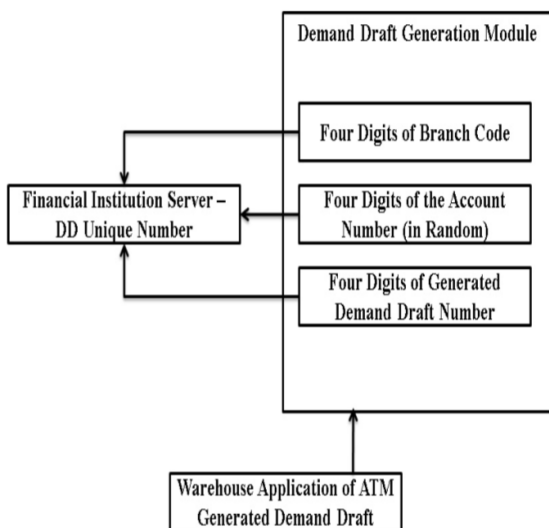 Demand Draft Generation Module
Four Digits of Branch Code
Financial Institution Server –
DD Unique Number
Four Digits of the Account
Number (in Random)
Four Digits of Generated
Demand Draft Number
Warehouse Application of ATM
Generated Demand Draft